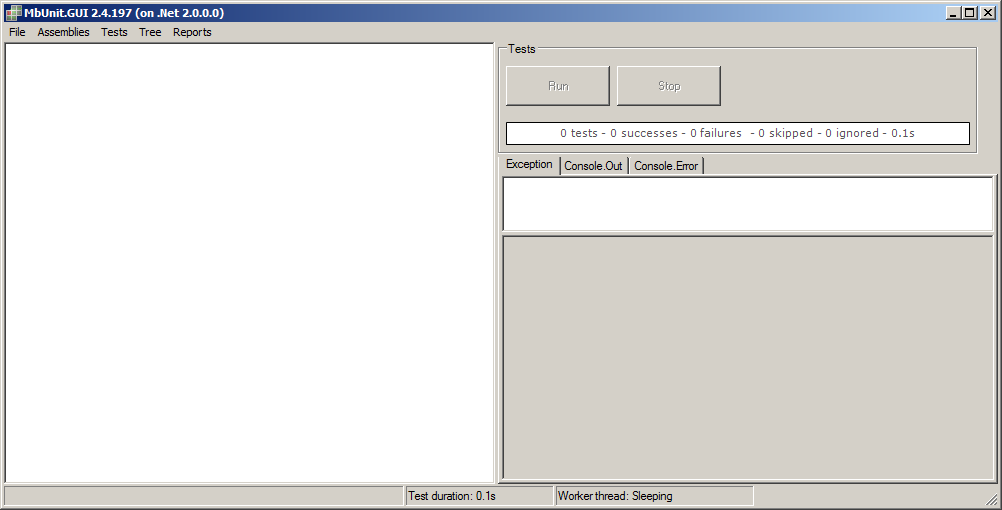 MbUnit.GUI 2.4.197 (on .Net 2.0.0.0)
File Assemblies Tests Tree Reports
Tests
Run Stop
0 tests - 0 successes - 0 failures  - 0 skipped - 0 ignored - 0.1s
Exception Console.Out Console.Error
Test duration: 0.1s Worker thread: Sleeping